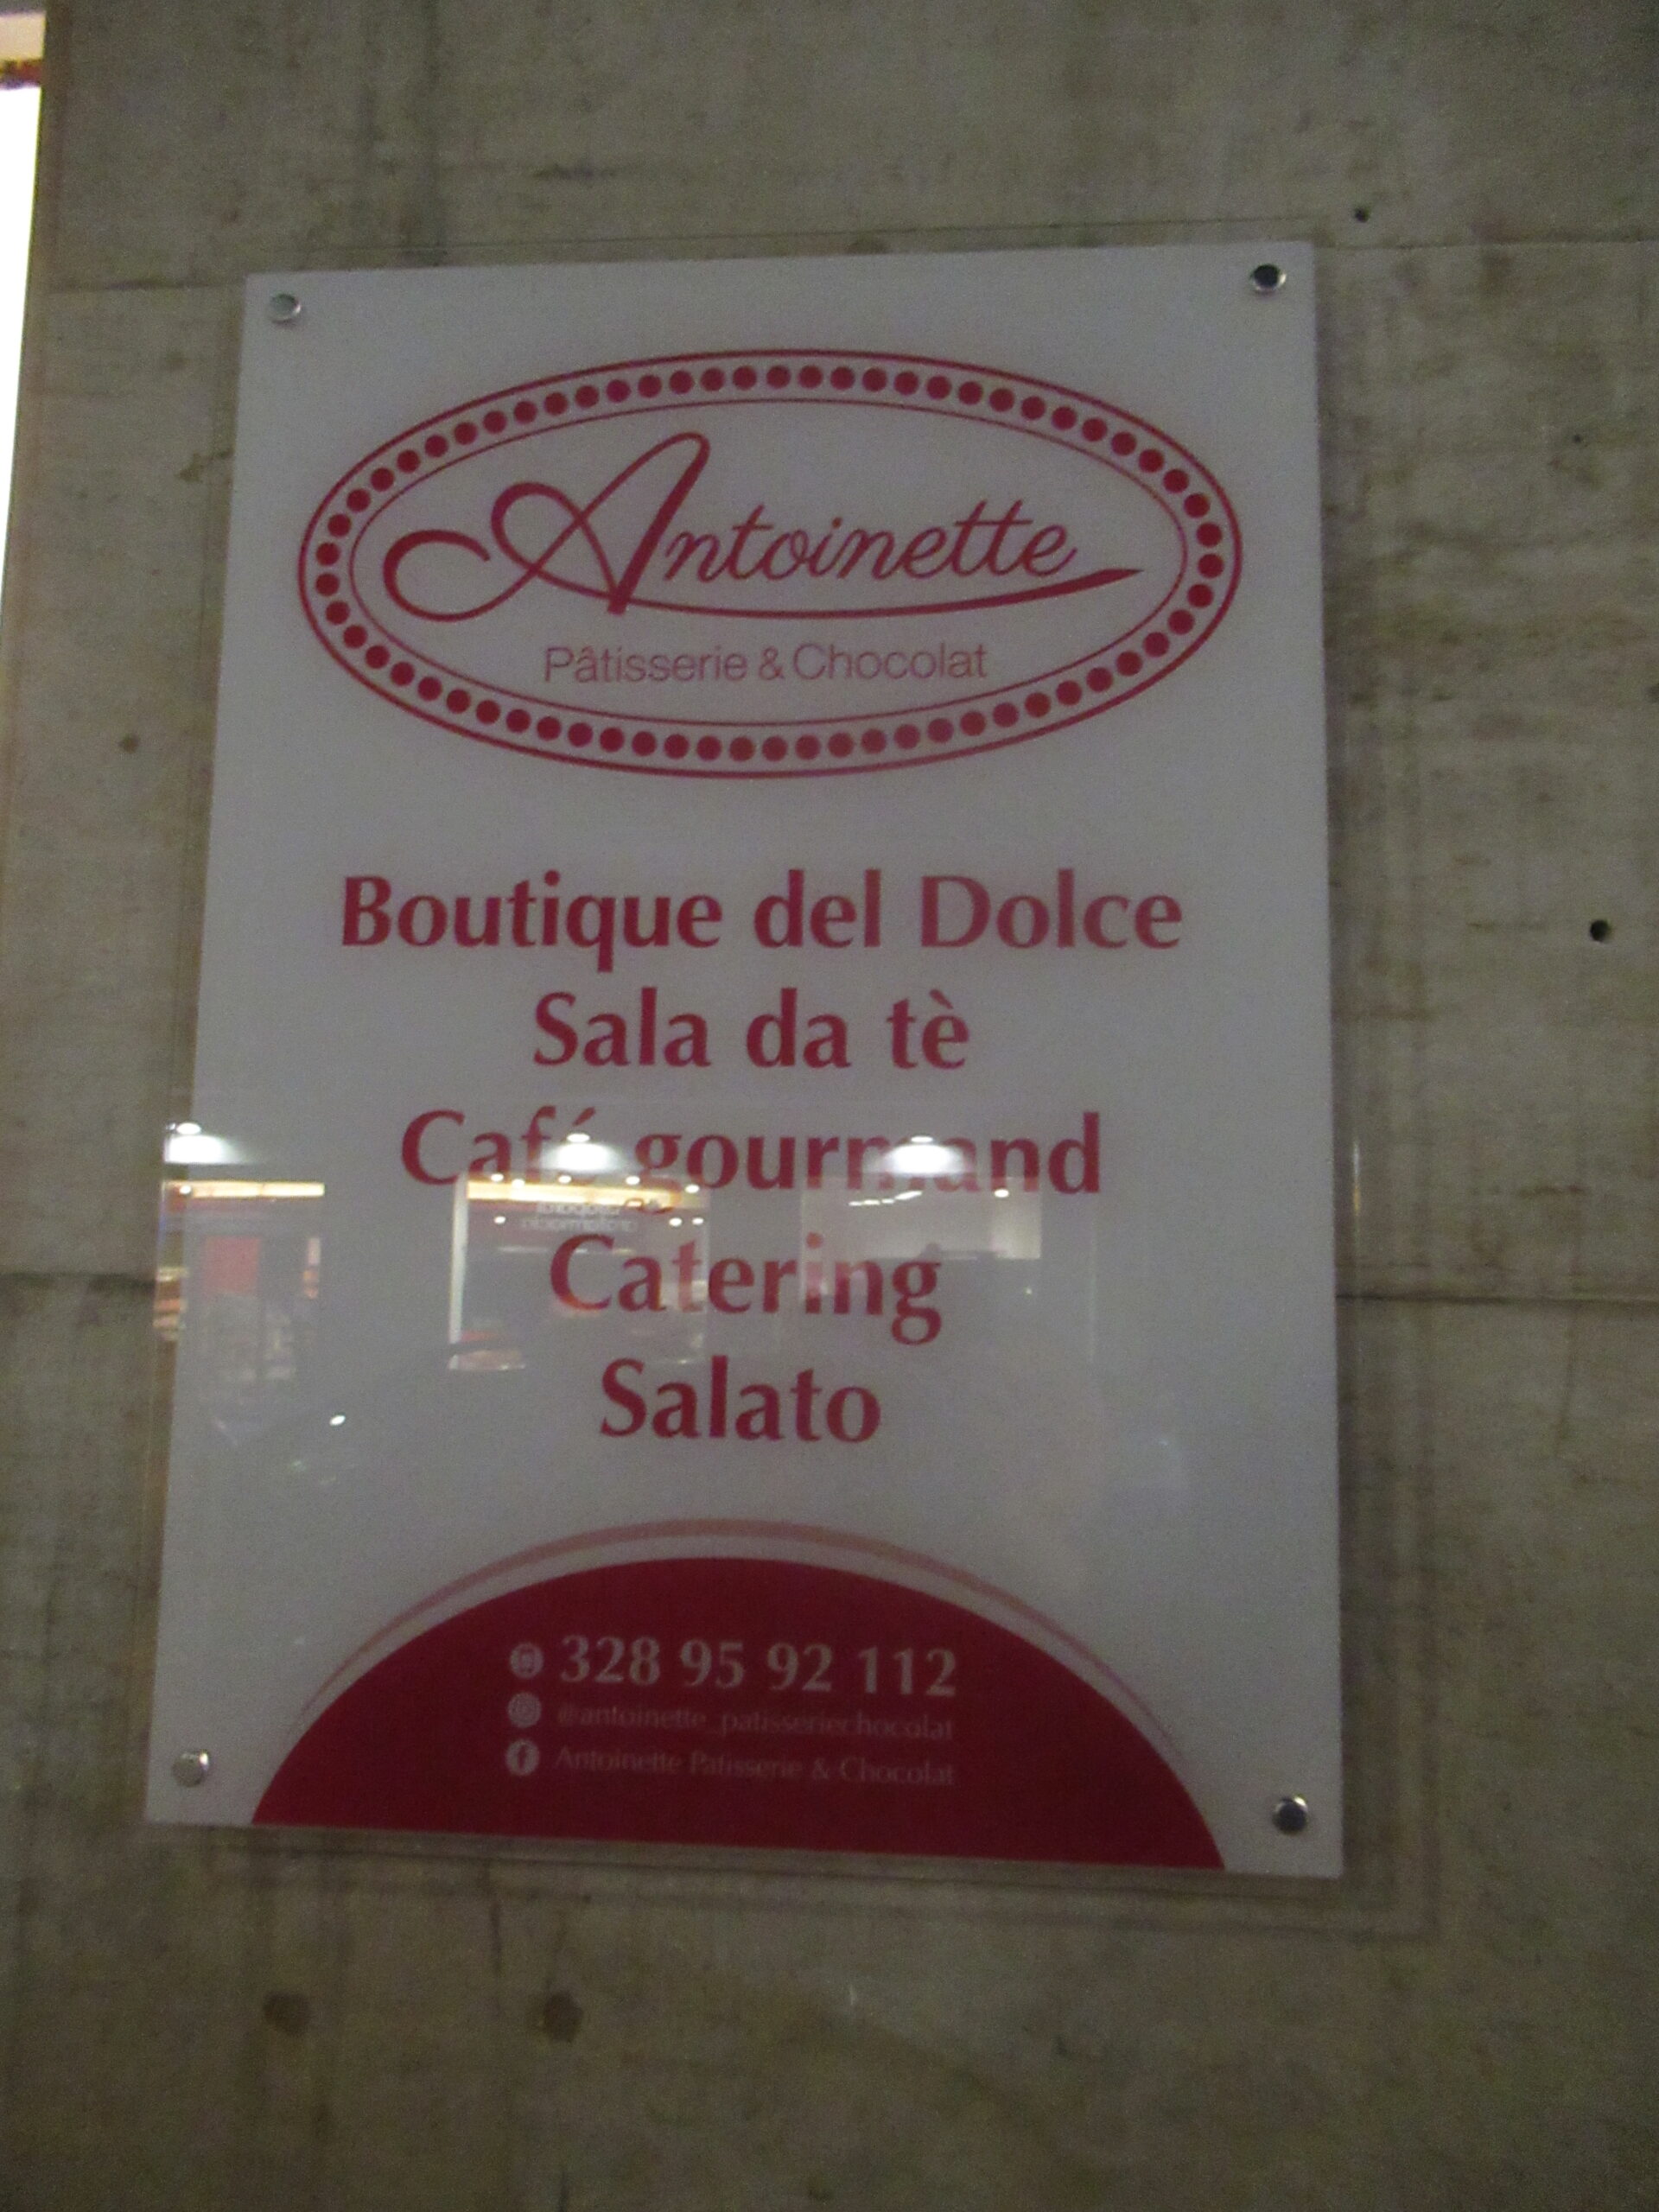 Antoinette
Pâtisserie & Chocolat
Boutique del Dolce
Sala da tè
Café gourmand
Catering
Salato
328 95 92 112
@antoinette_patisseriechocolat
Antoinette Patisserie & Chocolat